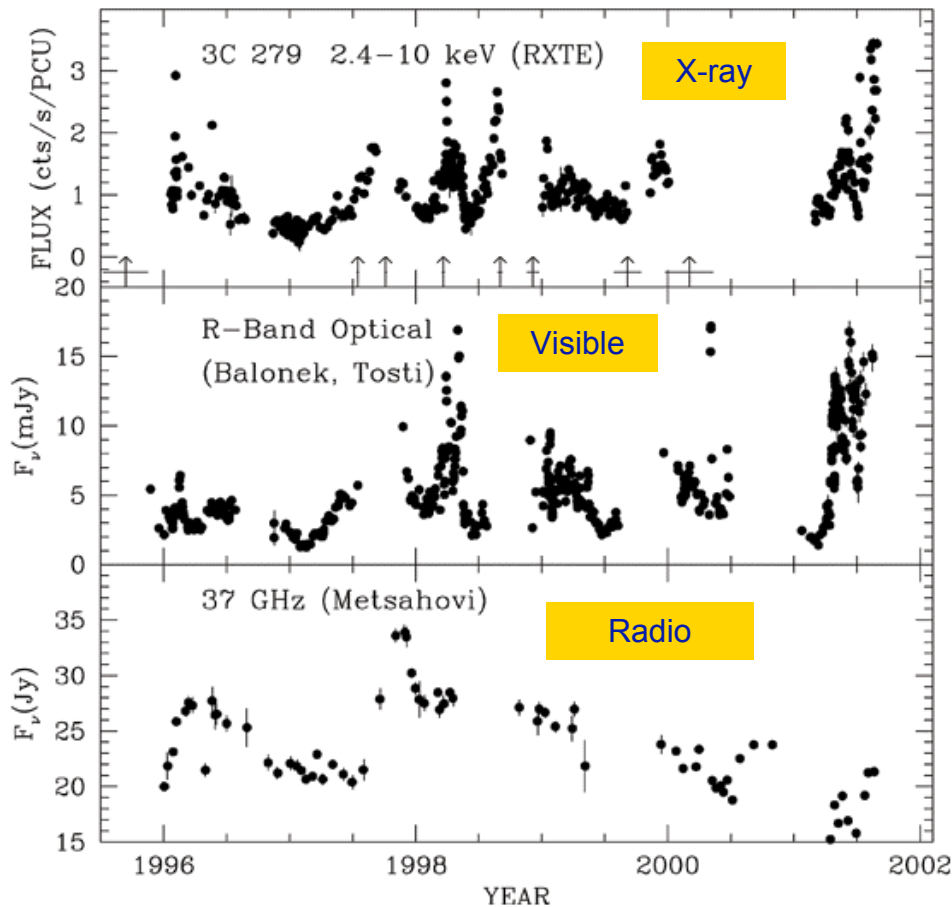 3C 279 2.4-10 keV (RXTE)
X-ray
FLUX (cts/s/PCU)
3
2
1
0
R-Band Optical
(Balonek, Tosti)
Visible
Fν(mJy)
20
15
10
5
0
37 GHz (Metsahovi)
Radio
Fν(Jy)
35
30
25
20
15
1996 1998 2000 2002
YEAR